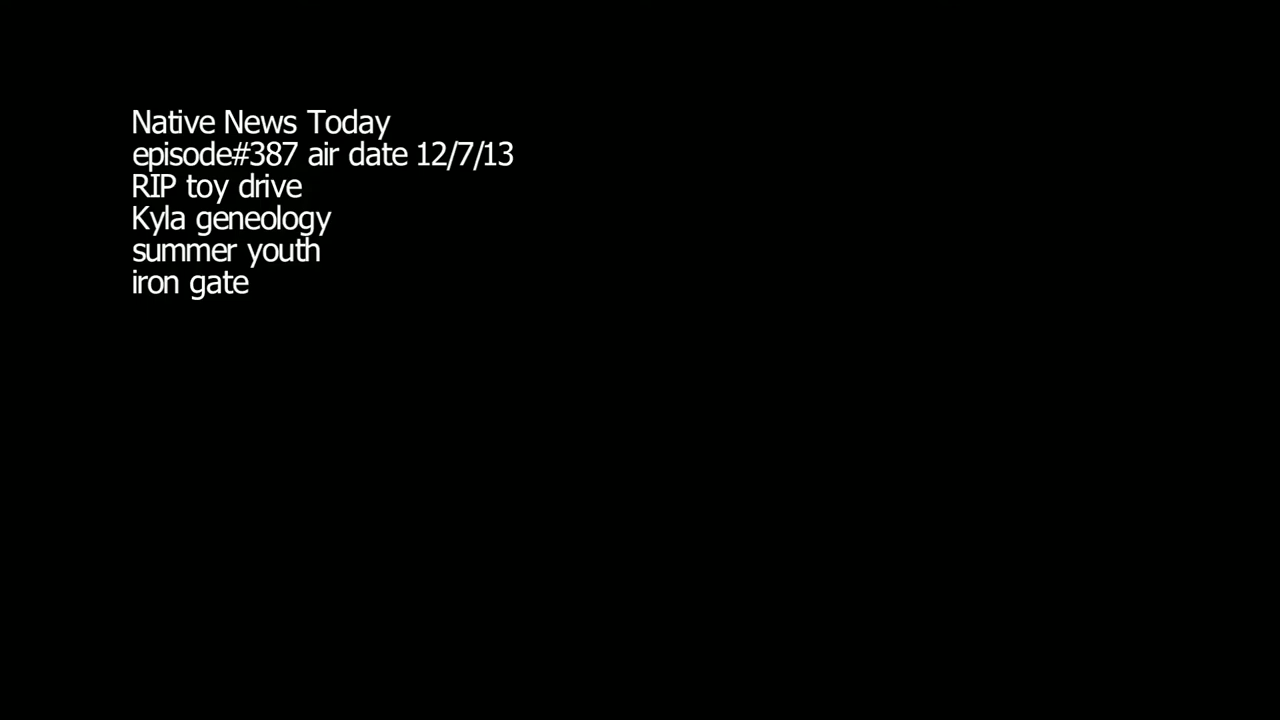 Native News Today
episode#387 air date 12/7/13
RIP toy drive
Kyla geneology
summer youth
iron gate